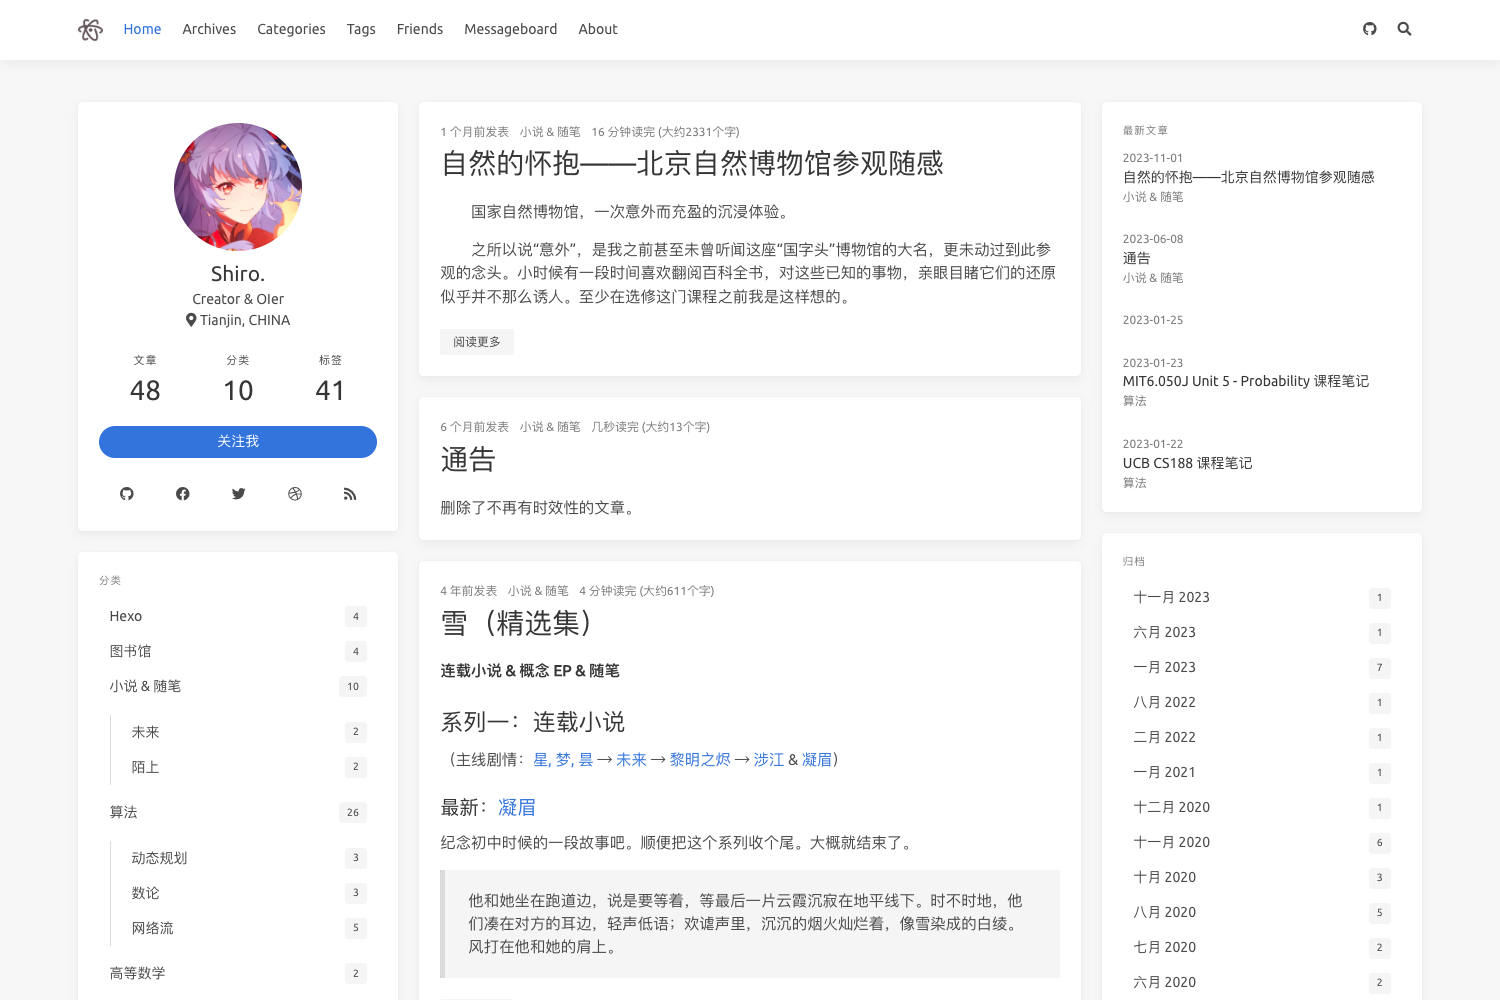 Home Archives Categories Tags Friends Messageboard About
Shiro.
Creator & OIer
Tianjin, CHINA
文章 分类 标签
48 10 41
关注我
分类
Hexo 4
图书馆 4
小说 & 随笔 10
未来 2
陌上 2
算法 26
动态规划 3
数论 3
网络流 5
高等数学 2
1 个月前发表 小说 & 随笔 16 分钟读完 (大约2331个字)
自然的怀抱——北京自然博物馆参观随感
国家自然博物馆，一次意外而充盈的沉浸体验。
之所以说“意外”，是我之前甚至未曾听闻这座“国字头”博物馆的大名，更未动过到此参
观的念头。小时候有一段时间喜欢翻阅百科全书，对这些已知的事物，亲眼目睹它们的还原
似乎并不那么诱人。至少在选修这门课程之前我是这样想的。
阅读更多
6 个月前发表 小说 & 随笔 几秒读完 (大约13个字)
通告
删除了不再有时效性的文章。
4 年前发表 小说 & 随笔 4 分钟读完 (大约611个字)
雪（精选集）
连载小说 & 概念 EP & 随笔
系列一：连载小说
（主线剧情：星, 梦, 昙 → 未来 → 黎明之烬 → 涉江 & 凝眉）
最新：凝眉
纪念初中时候的一段故事吧。顺便把这个系列收个尾。大概就结束了。
他和她坐在跑道边，说是要等着，等最后一片云霞沉寂在地平线下。时不时地，他
们凑在对方的耳边，轻声低语；欢谑声里，沉沉的烟火灿烂着，像雪染成的白绫。
风打在他和她的肩上。
最新文章
2023-11-01
自然的怀抱——北京自然博物馆参观随感
小说 & 随笔
2023-06-08
通告
小说 & 随笔
2023-01-25
2023-01-23
MIT6.050J Unit 5 - Probability 课程笔记
算法
2023-01-22
UCB CS188 课程笔记
算法
归档
十一月 2023 1
六月 2023 1
一月 2023 7
八月 2022 1
二月 2022 1
一月 2021 1
十二月 2020 1
十一月 2020 6
十月 2020 3
八月 2020 5
七月 2020 2
六月 2020 2